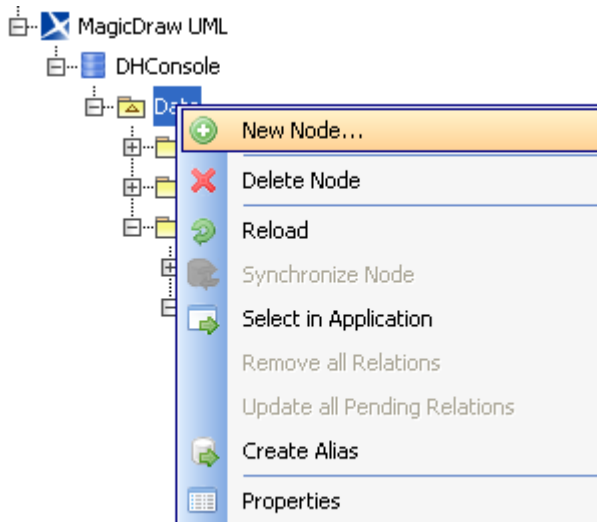 MagicDraw UML
DHConsole
Data
New Node...
Delete Node
Reload
Synchronize Node
Select in Application
Remove all Relations
Update all Pending Relations
Create Alias
Properties